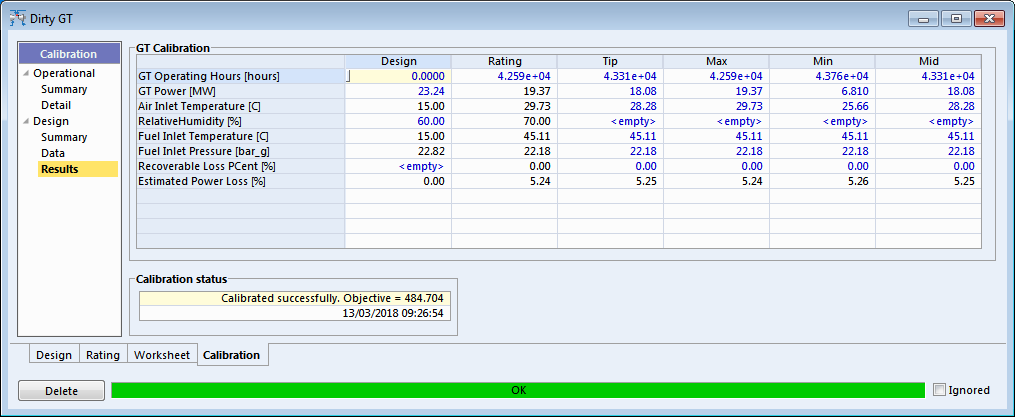 Dirty GT
Calibration
Operational
Summary
Detail
Design
Summary
Data
Results
GT Calibration
Design Rating Tip Max Min Mid
GT Operating Hours [hours] 0.0000 4.259e+04 4.331e+04 4.259e+04 4.376e+04 4.331e+04
GT Power [MW] 23.24 19.37 18.08 19.37 6.810 18.08
Air Inlet Temperature [C] 15.00 29.73 28.28 29.73 25.66 28.28
RelativeHumidity [%] 60.00 70.00 <empty> <empty> <empty> <empty>
Fuel Inlet Temperature [C] 15.00 45.11 45.11 45.11 45.11 45.11
Fuel Inlet Pressure [bar_g] 22.82 22.18 22.18 22.18 22.18 22.18
Recoverable Loss PCent [%] <empty> 0.00 0.00 0.00 0.00 0.00
Estimated Power Loss [%] 0.00 5.24 5.25 5.24 5.26 5.25
Calibration status
Calibrated successfully. Objective = 484.704
13/03/2018 09:26:54
Design Rating Worksheet Calibration
Delete OK Ignored